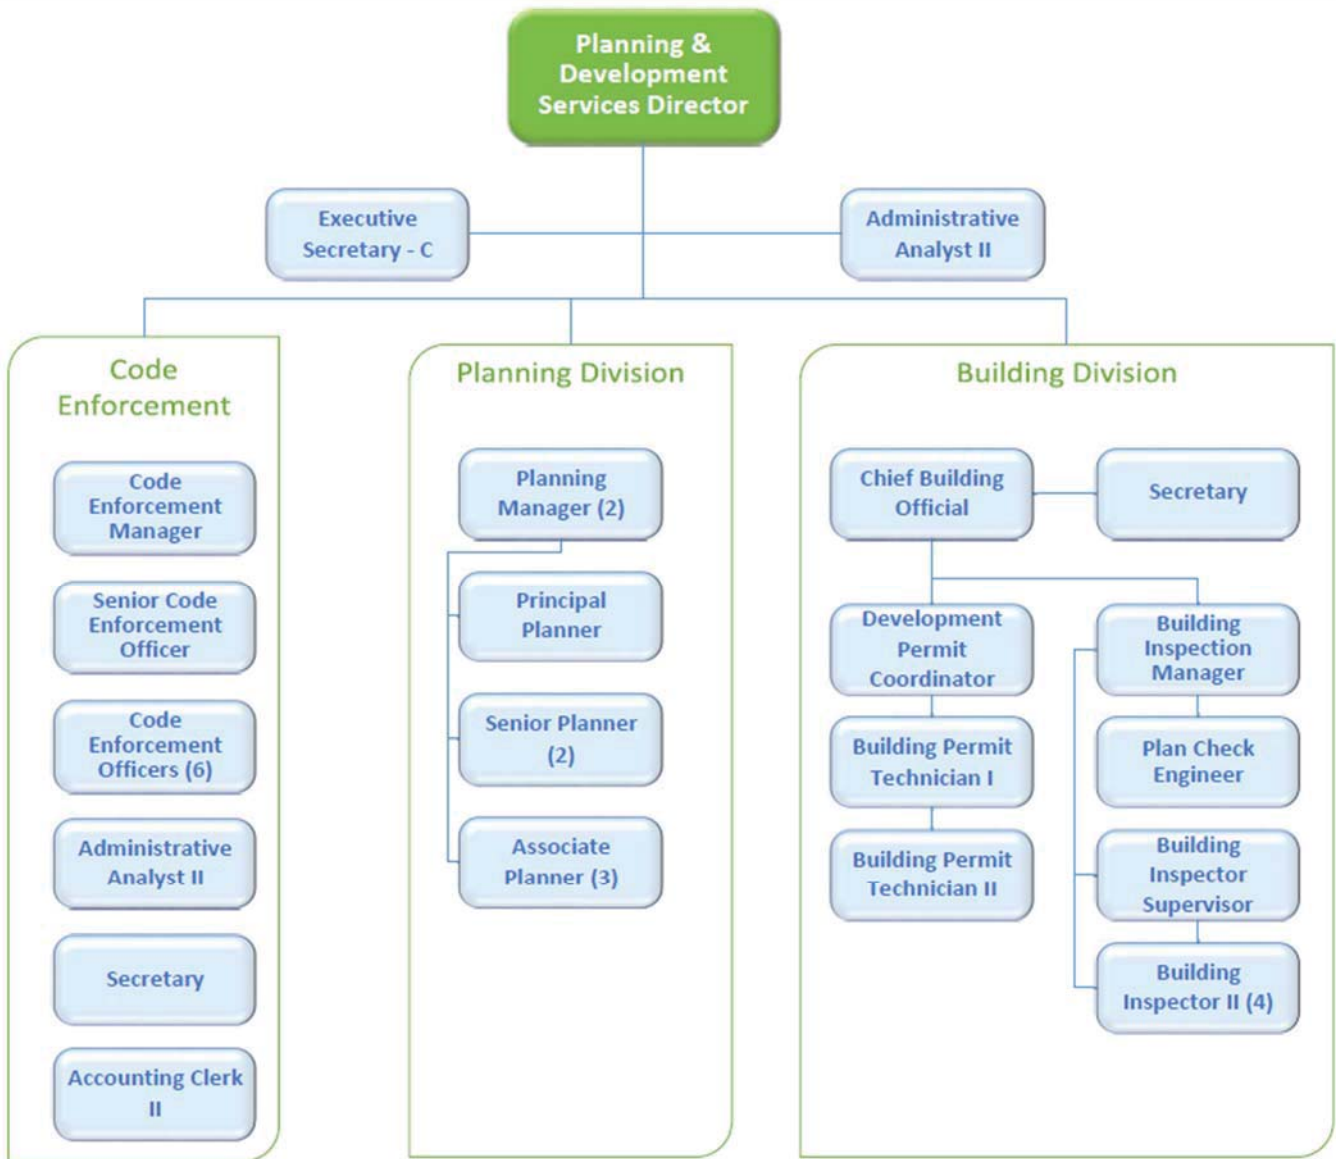 Planning &
Development
Services Director
Executive
Secretary - C
Administrative
Analyst II
Code
Enforcement
Code
Enforcement
Manager
Senior Code
Enforcement
Officer
Code
Enforcement
Officers (6)
Administrative
Analyst II
Secretary
Accounting Clerk
II
Planning Division
Planning
Manager (2)
Principal
Planner
Senior Planner
(2)
Associate
Planner (3)
Building Division
Chief Building
Official
Secretary
Development
Permit
Coordinator
Building Permit
Technician I
Building Permit
Technician II
Building
Inspection
Manager
Plan Check
Engineer
Building
Inspector
Supervisor
Building
Inspector II (4)